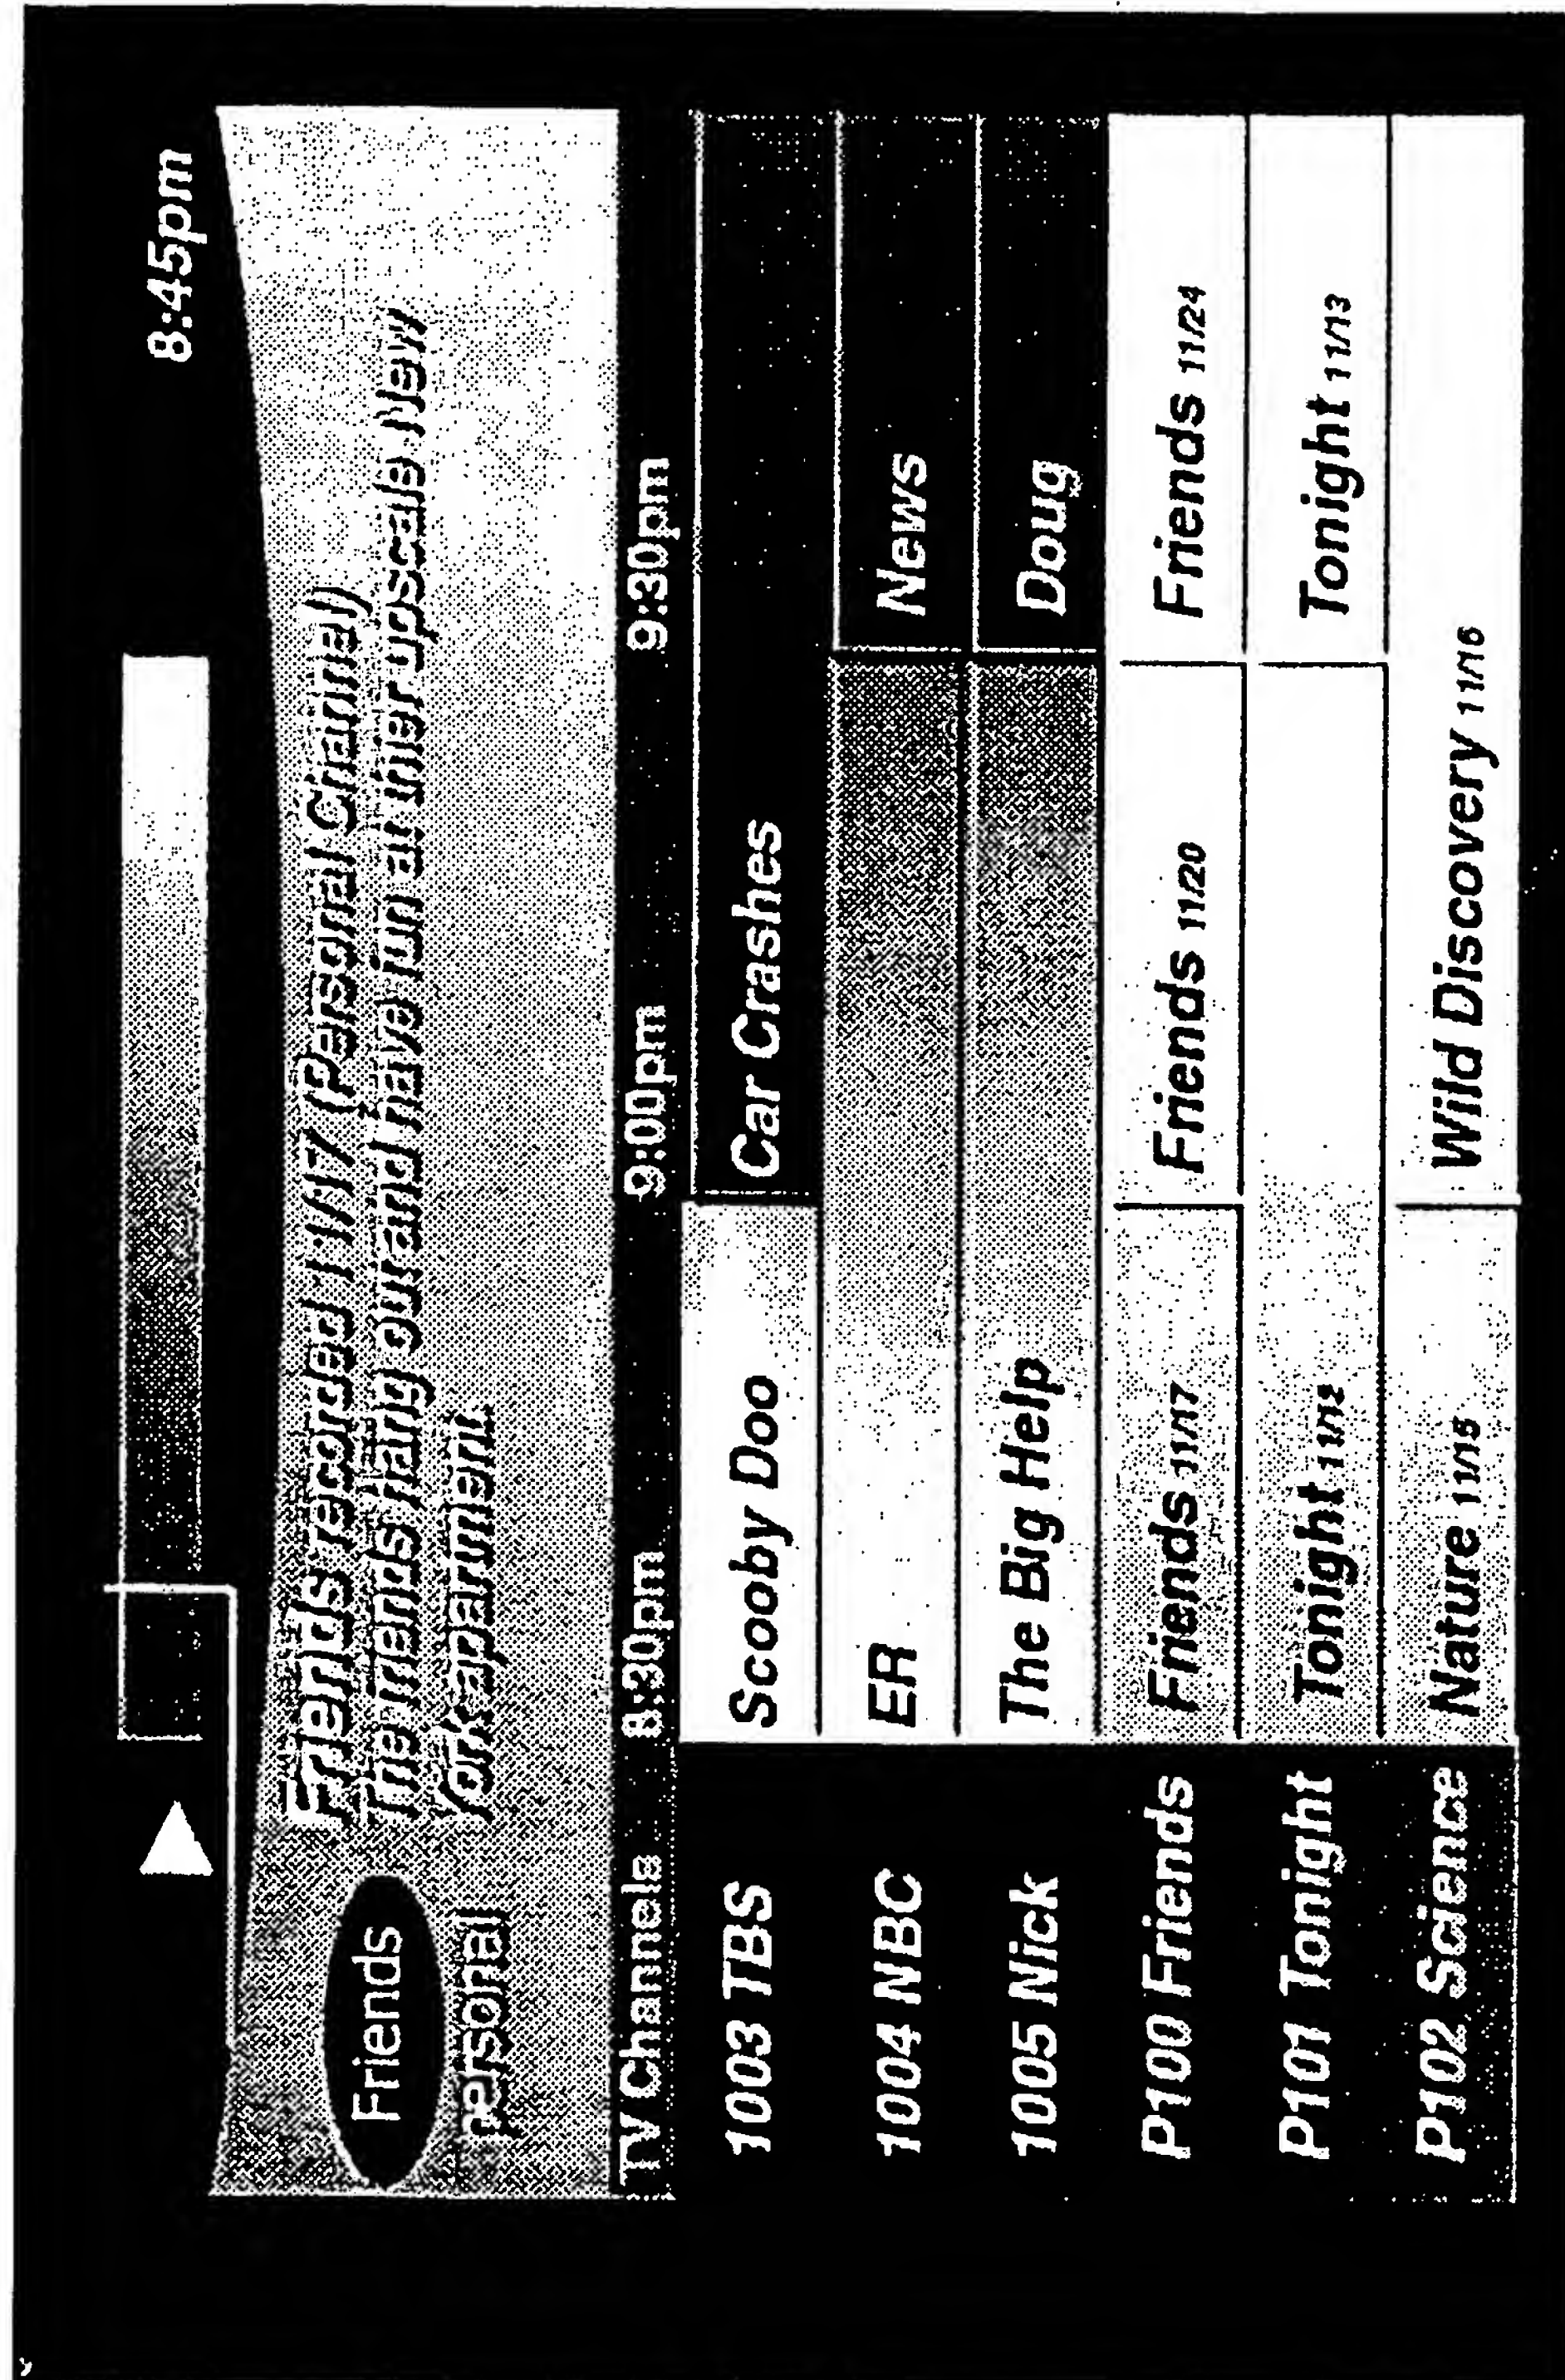 8:45pm
Friends recorded 11/17 (Personal Channel)
The friends hang out and have fun at thier upscale New
York apartment.
Friends
personal
TV Channels 8:30pm 9:00pm 9:30pm
1003 TBS Scooby Doo Car Crashes
1004 NBC ER News
1005 Nick The Big Help Doug
P100 Friends Friends 11/17 Friends 11/20 Friends 11/24
P101 Tonight Tonight 11/12 Tonight 11/13
P102 Science Nature 11/15 Wild Discovery 11/16